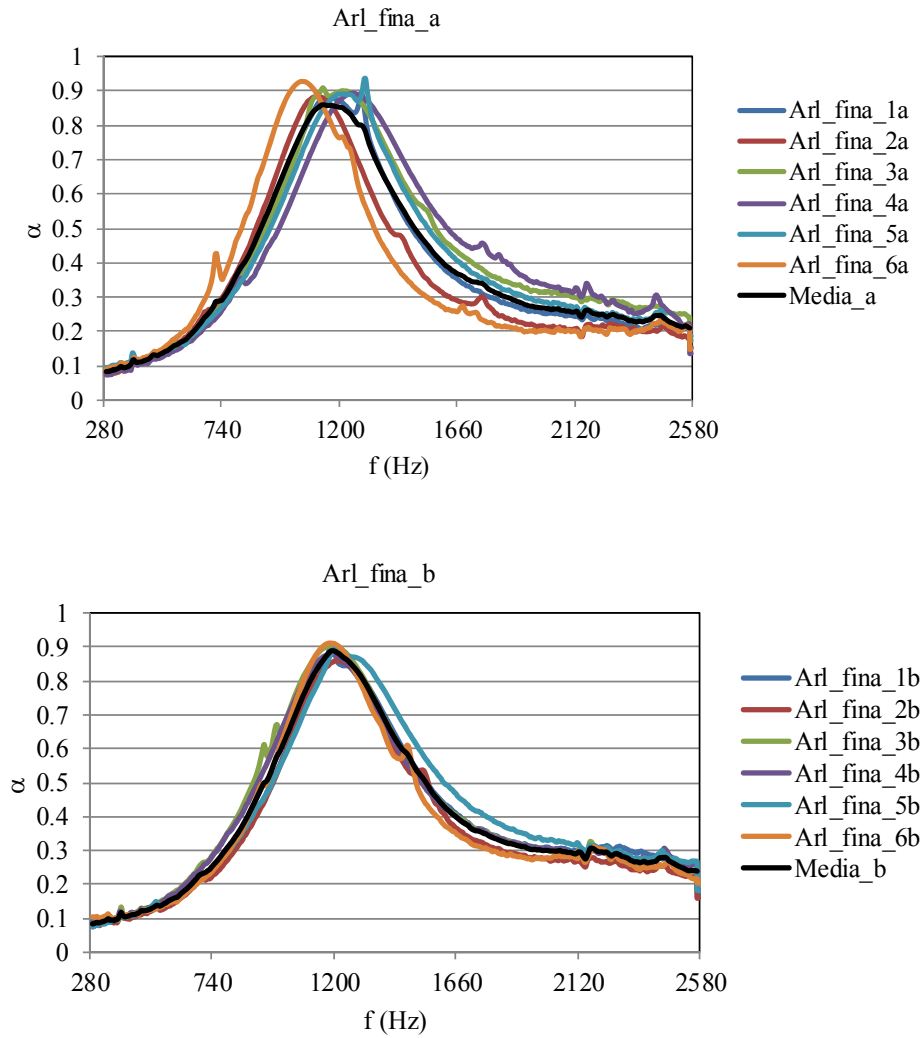 Arl_fina_a
1
0.9
0.8
0.7
0.6
0.5
0.4
0.3
0.2
0.1
0
α
280 740 1200 1660 2120 2580
f (Hz)
Arl_fina_1a
Arl_fina_2a
Arl_fina_3a
Arl_fina_4a
Arl_fina_5a
Arl_fina_6a
Media_a
Arl_fina_b
1
0.9
0.8
0.7
0.6
0.5
0.4
0.3
0.2
0.1
0
α
280 740 1200 1660 2120 2580
f (Hz)
Arl_fina_1b
Arl_fina_2b
Arl_fina_3b
Arl_fina_4b
Arl_fina_5b
Arl_fina_6b
Media_b